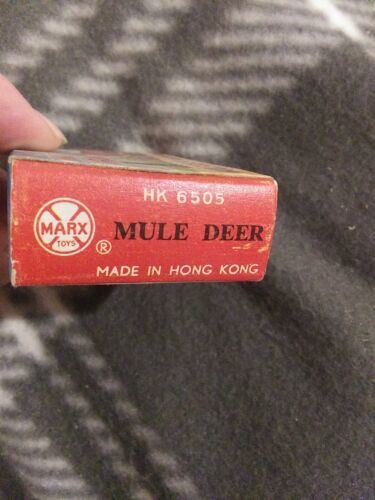 HK 6505
MARX
TOYS
®
MULE DEER
MADE IN HONG KONG